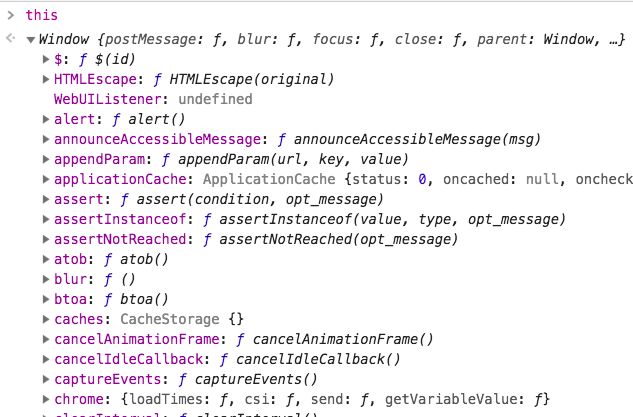 > this
Window {postMessage: ƒ, blur: ƒ, focus: ƒ, close: ƒ, parent: Window, …}
$: ƒ $(id)
HTMLEscape: ƒ HTMLEscape(original)
WebUIListener: undefined
alert: ƒ alert()
announceAccessibleMessage: ƒ announceAccessibleMessage(msg)
appendParam: ƒ appendParam(url, key, value)
applicationCache: ApplicationCache {status: 0, oncached: null, oncheck
assert: ƒ assert(condition, opt_message)
assertInstanceof: ƒ assertInstanceof(value, type, opt_message)
assertNotReached: ƒ assertNotReached(opt_message)
atob: ƒ atob()
blur: ƒ ()
btoa: ƒ btoa()
caches: CacheStorage {}
cancelAnimationFrame: ƒ cancelAnimationFrame()
cancelIdleCallback: ƒ cancelIdleCallback()
captureEvents: ƒ captureEvents()
chrome: {loadTimes: ƒ, csi: ƒ, send: ƒ, getVariableValue: ƒ}